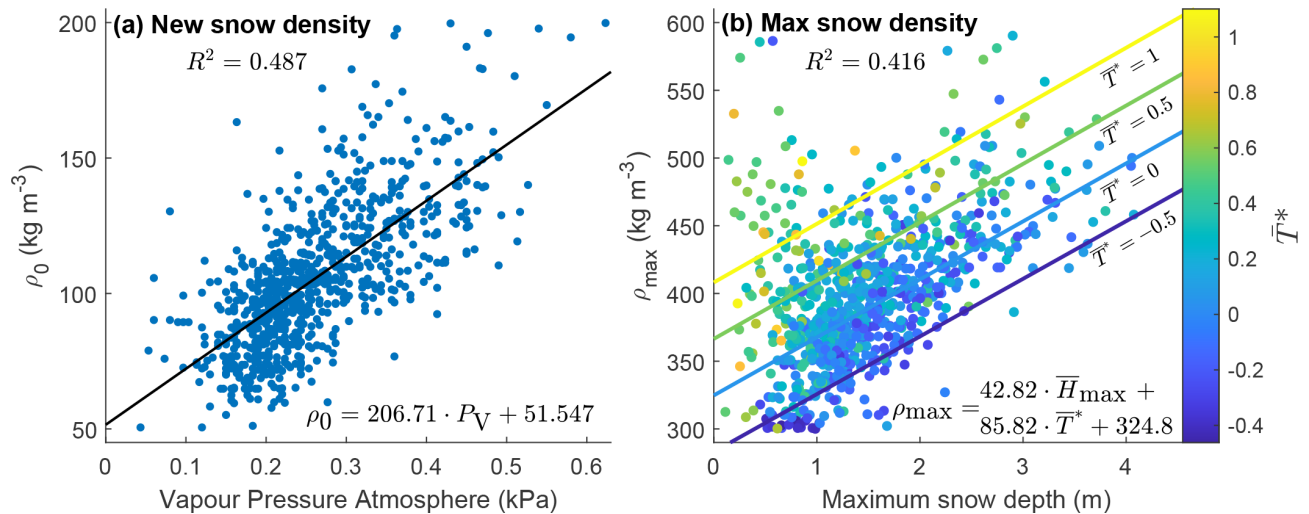 (a) New snow density
R² = 0.487
200
150
100
50
ρ₀ (kg m⁻³)
ρ₀ = 206.71 · P_V + 51.547
0 0.1 0.2 0.3 0.4 0.5 0.6
Vapour Pressure Atmosphere (kPa)
(b) Max snow density
R² = 0.416
600
550
500
450
400
350
300
ρ_max (kg m⁻³)
T̅* = 1
T̅* = 0.5
T̅* = 0
T̅* = −0.5
ρ_max = 42.82 · H̅_max +
85.82 · T̅* + 324.8
0 1 2 3 4
Maximum snow depth (m)
1
0.8
0.6
0.4
0.2
0
-0.2
-0.4
T̅*